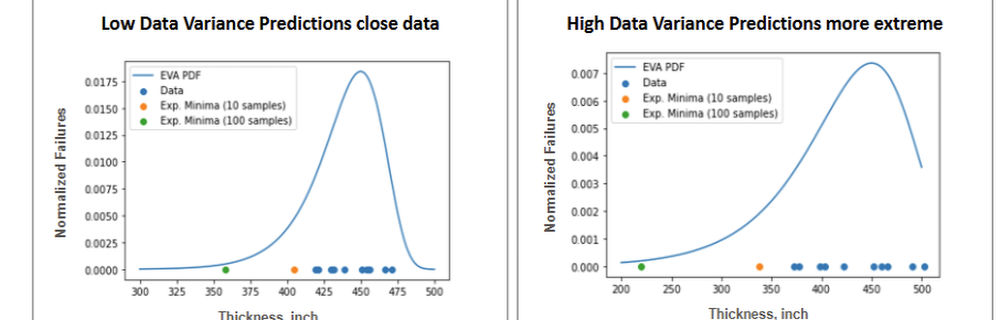 Low Data Variance Predictions close data
EVA PDF
Data
Exp. Minima (10 samples)
Exp. Minima (100 samples)
0.0175
0.0150
0.0125
0.0100
0.0075
0.0050
0.0025
0.0000
Normalized Failures
300 325 350 375 400 425 450 475 500
Thickness, inch
High Data Variance Predictions more extreme
EVA PDF
Data
Exp. Minima (10 samples)
Exp. Minima (100 samples)
0.007
0.006
0.005
0.004
0.003
0.002
0.001
0.000
Normalized Failures
200 250 300 350 400 450 500
Thickness, inch